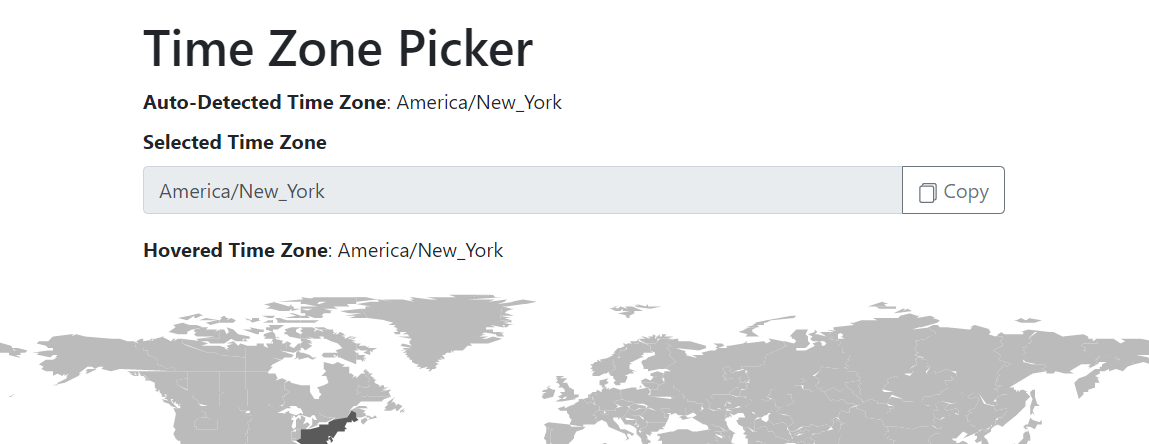 Time Zone Picker
Auto-Detected Time Zone: America/New_York
Selected Time Zone
America/New_York
Copy
Hovered Time Zone: America/New_York